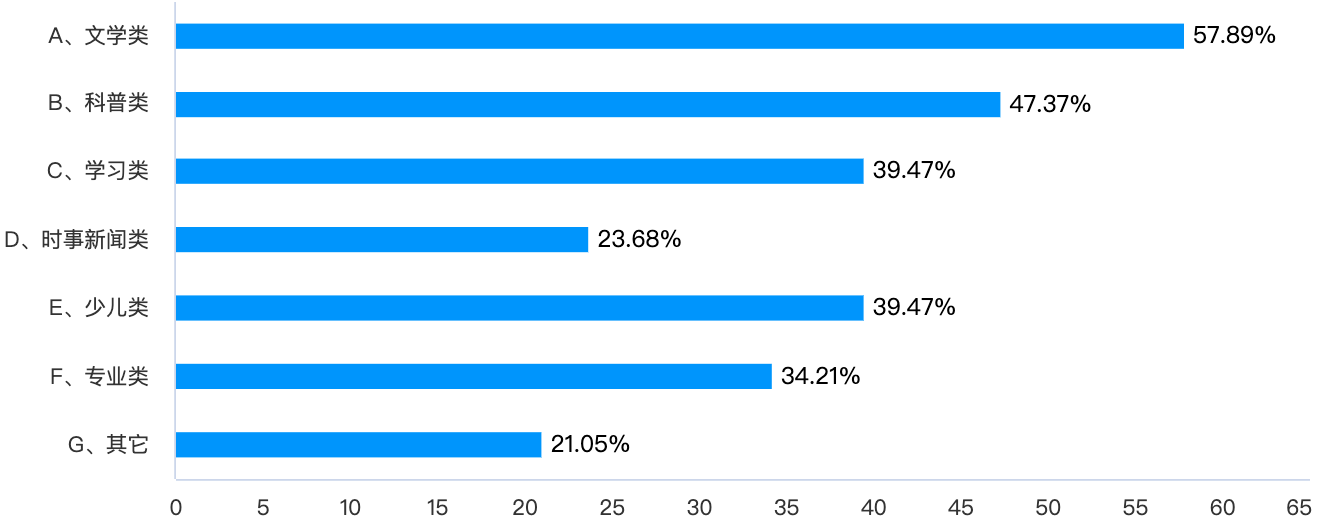 A、文学类 57.89%
B、科普类 47.37%
C、学习类 39.47%
D、时事新闻类 23.68%
E、少儿类 39.47%
F、专业类 34.21%
G、其它 21.05%
0 5 10 15 20 25 30 35 40 45 50 55 60 65